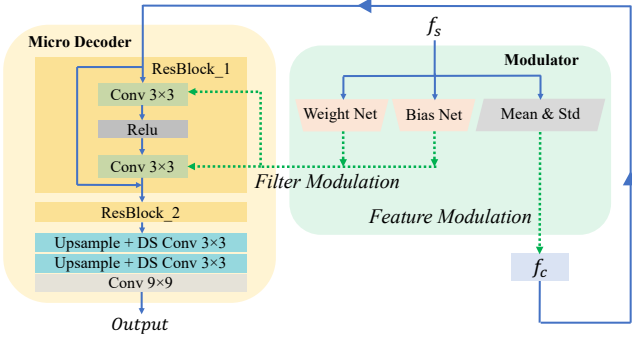 Micro Decoder
ResBlock_1
Conv 3×3
Relu
Conv 3×3
ResBlock_2
Upsample + DS Conv 3×3
Upsample + DS Conv 3×3
Conv 9×9
Output
f_s
Modulator
Weight Net
Bias Net
Mean & Std
Filter Modulation
Feature Modulation
f_c